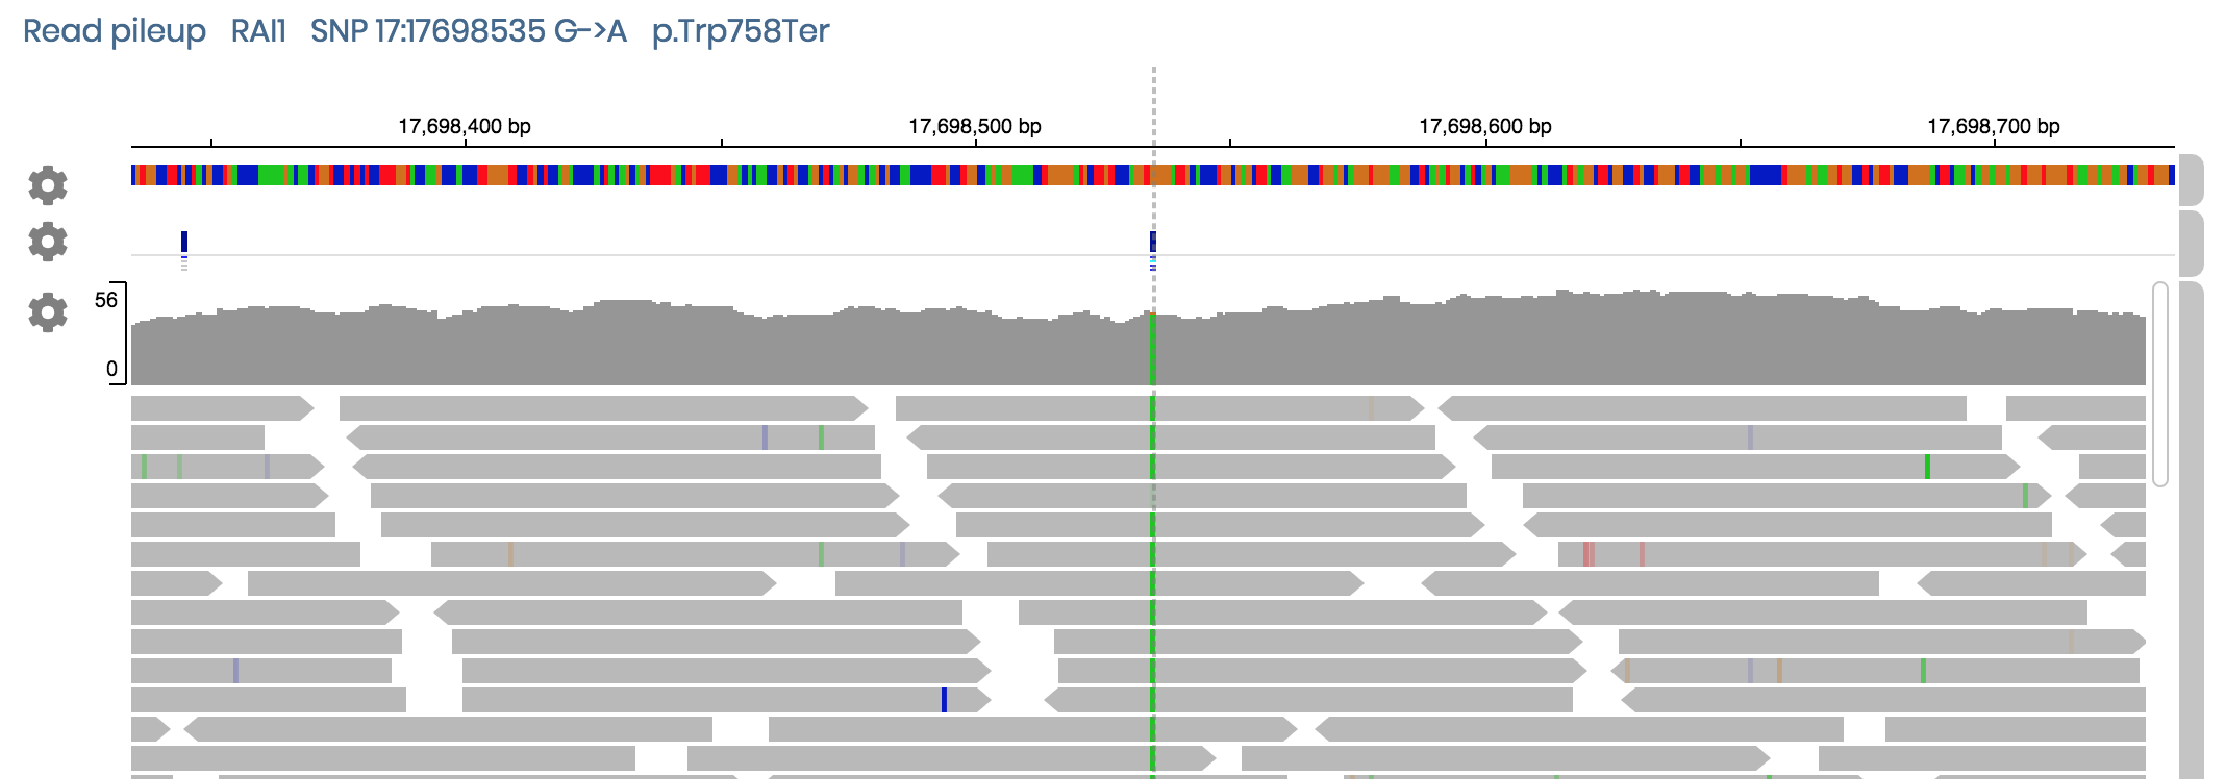 Read pileup RAI1 SNP 17:17698535 G->A p.Trp758Ter
17,698,400 bp 17,698,500 bp 17,698,600 bp 17,698,700 bp
56
0